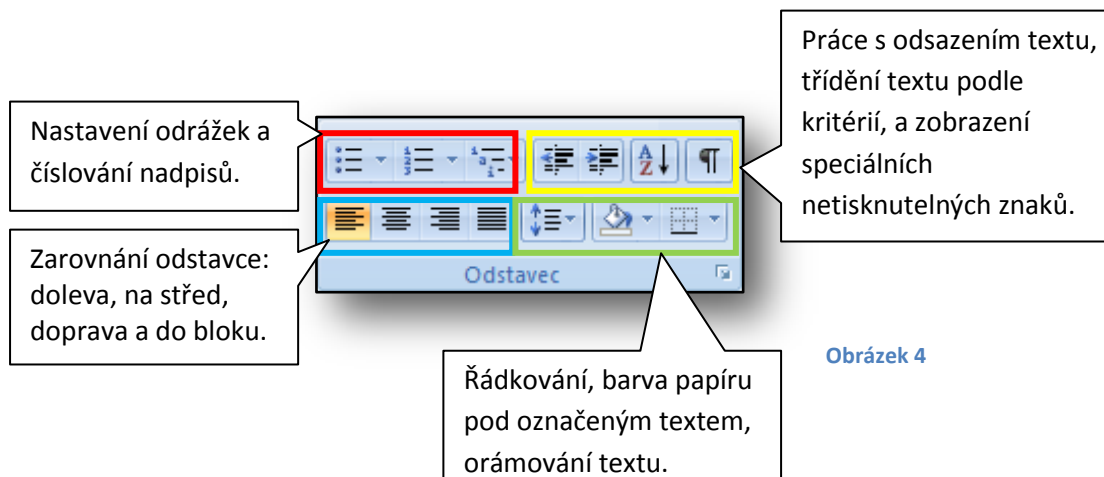 Práce s odsazením textu,
třídění textu podle
kritérií, a zobrazení
speciálních
netisknutelných znaků.
Nastavení odrážek a
číslování nadpisů.
Zarovnání odstavce:
doleva, na střed,
doprava a do bloku.
Odstavec
Obrázek 4
Řádkování, barva papíru
pod označeným textem,
orámování textu.